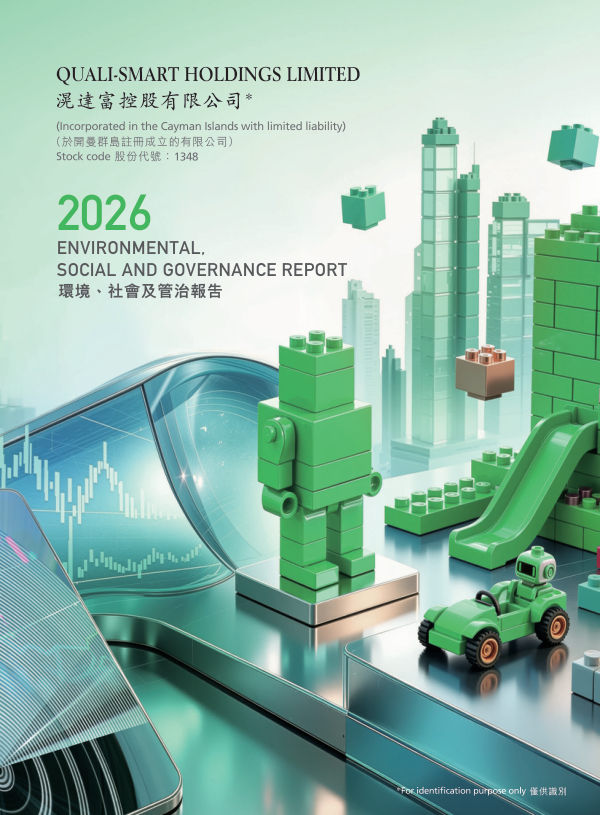 QUALI-SMART HOLDINGS LIMITED
滉達富控股有限公司*
(Incorporated in the Cayman Islands with limited liability)
(於開曼群島註冊成立的有限公司)
Stock code 股份代號：1348
2026
ENVIRONMENTAL,
SOCIAL AND GOVERNANCE REPORT
環境、社會及管治報告
*For identification purpose only 僅供識別